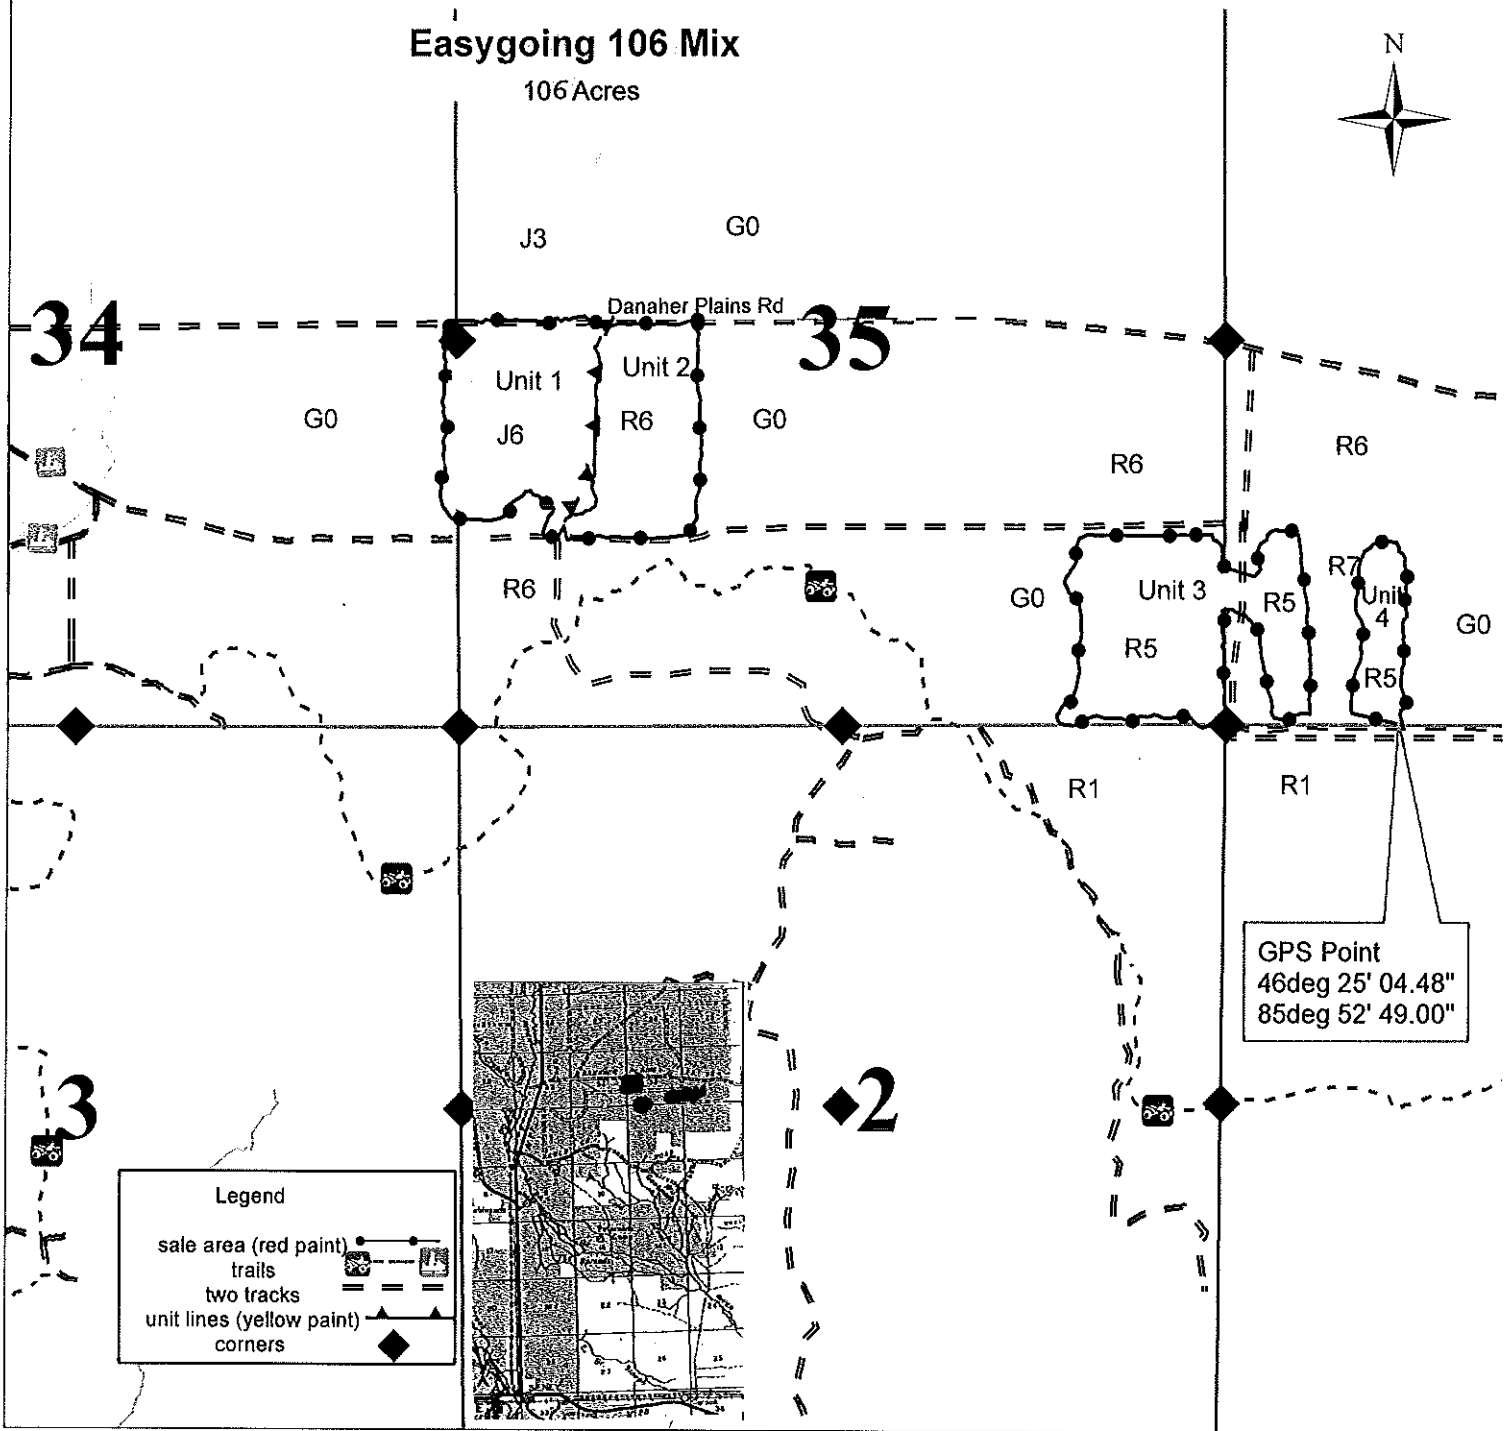 Easygoing 106 Mix
106 Acres
N
J3
G0
34
Danaher Plains Rd
35
Unit 1
Unit 2
G0
J6
R6
G0
R6
R6
R6
G0
Unit 3
R5
R5
R7
Unit
4
R5
G0
R1
R1
GPS Point
46deg 25' 04.48"
85deg 52' 49.00"
3
2
Legend
sale area (red paint)
trails
two tracks
unit lines (yellow paint)
corners